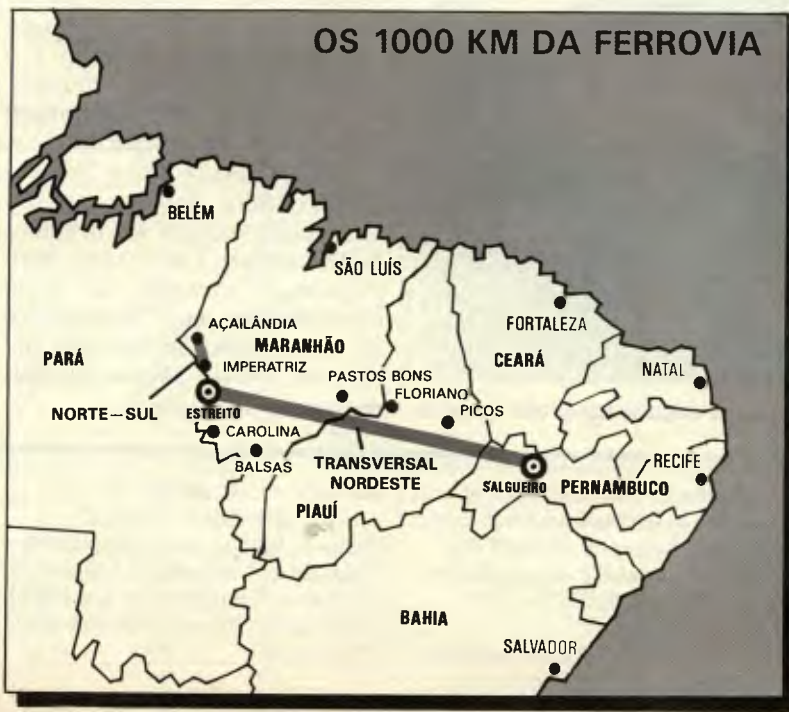 OS 1000 KM DA FERROVIA
BELÉM
SÃO LUÍS
AÇAILÂNDIA
FORTALEZA
PARÁ
MARANHÃO
CEARÁ
IMPERATRIZ
NATAL
PASTOS BONS
FLORIANO
PICOS
NORTE–SUL
ESTREITO
CAROLINA
BALSAS
TRANSVERSAL
NORDESTE
RECIFE
SALGUEIRO
PERNAMBUCO
PIAUÍ
BAHIA
SALVADOR